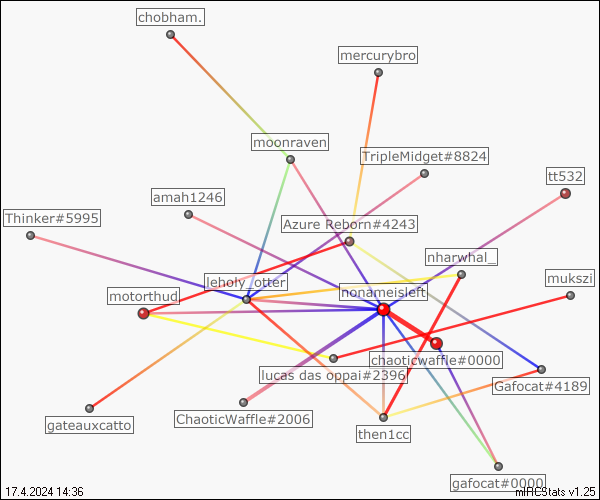 chobham.
mercurybro
moonraven
TripleMidget#8824
tt532
amah1246
Thinker#5995
Azure Reborn#4243
nharwhal_
leholy_otter
mukszi
motorthud_
nonameisleft
chaoticwaffle#0000
lucas das oppai#2396
Gafocat#4189
ChaoticWaffle#2006
gateauxcatto
then1cc
gafocat#0000
17.4.2024 14:36
mIRCStats v1.25